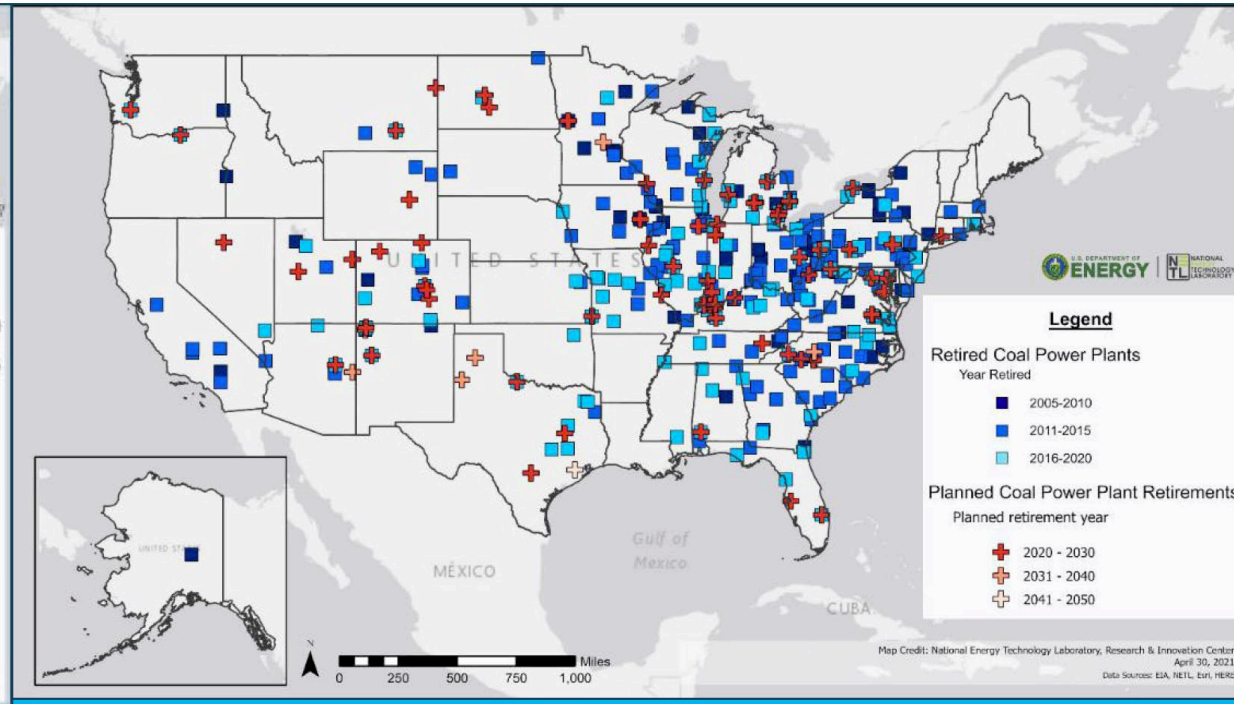 UNITED STATES
U.S. DEPARTMENT OF
ENERGY
NATIONAL
ENERGY
TECHNOLOGY
LABORATORY
Legend
Retired Coal Power Plants
Year Retired
2005-2010
2011-2015
2016-2020
Planned Coal Power Plant Retirements
Planned retirement year
2020 - 2030
2031 - 2040
2041 - 2050
Gulf of
Mexico
MÉXICO
CUBA
N
Miles
0 250 500 750 1,000
Map Credit: National Energy Technology Laboratory, Research & Innovation Center
April 30, 2021
Data Sources: EIA, NETL, Esri, HERE